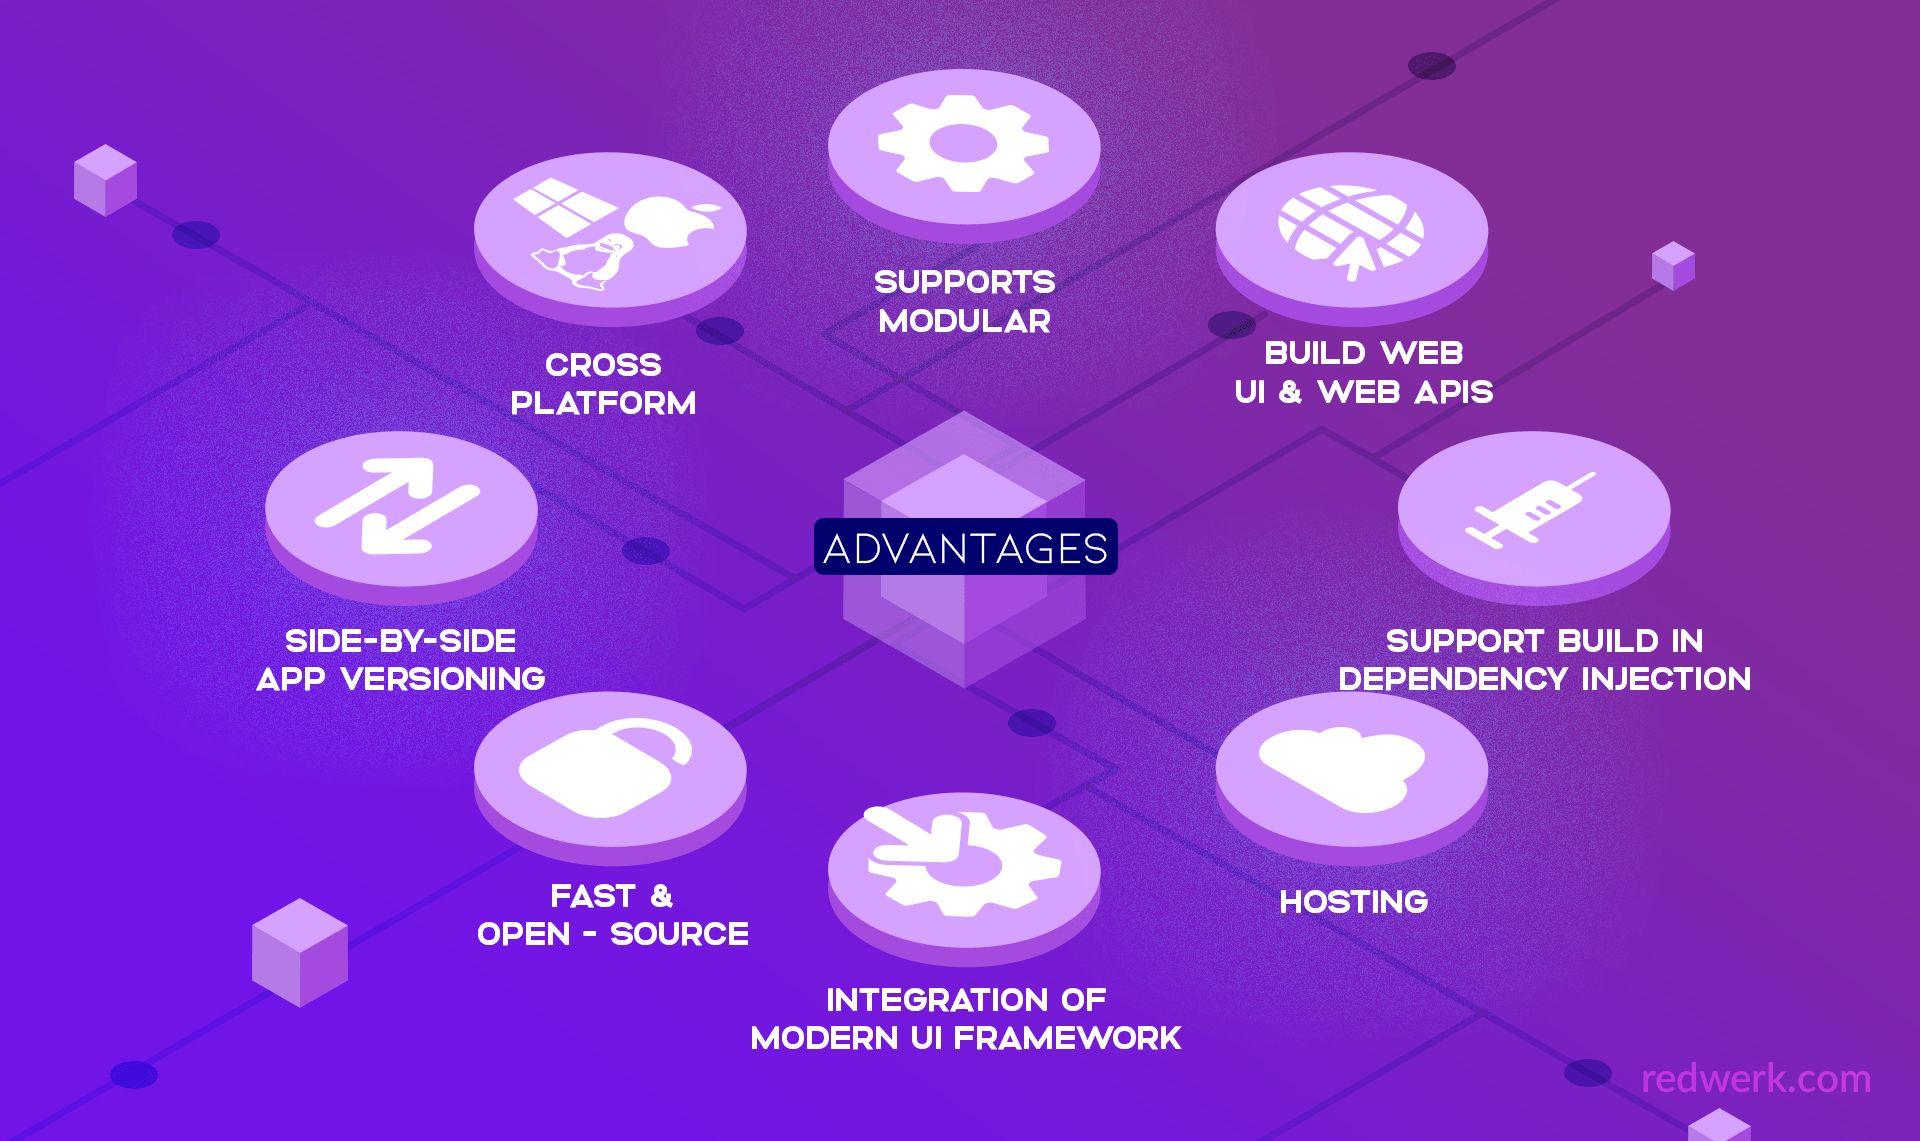 SUPPORTS
MODULAR
CROSS
PLATFORM
BUILD WEB
UI & WEB APIS
ADVANTAGES
SIDE-BY-SIDE
APP VERSIONING
SUPPORT BUILD IN
DEPENDENCY INJECTION
FAST &
OPEN - SOURCE
HOSTING
INTEGRATION OF
MODERN UI FRAMEWORK
redwerk.com